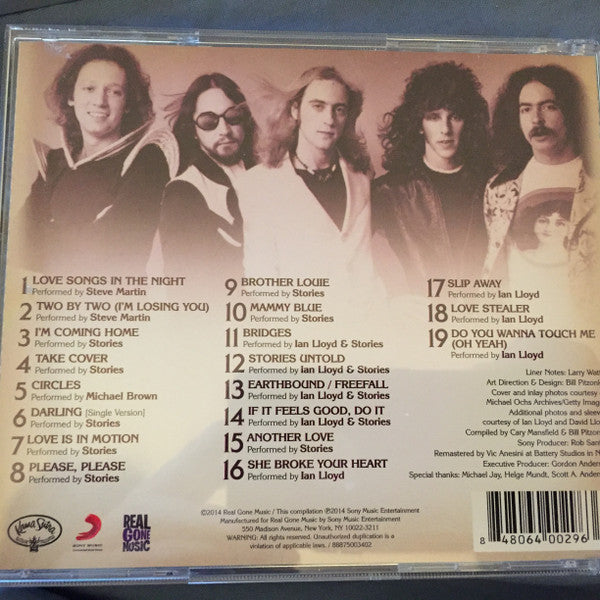 1 LOVE SONGS IN THE NIGHT
Performed by Steve Martin
2 TWO BY TWO (I'M LOSING YOU)
Performed by Steve Martin
3 I'M COMING HOME
Performed by Stories
4 TAKE COVER
Performed by Stories
5 CIRCLES
Performed by Michael Brown
6 DARLING [Single Version]
Performed by Stories
7 LOVE IS IN MOTION
Performed by Stories
8 PLEASE, PLEASE
Performed by Stories
9 BROTHER LOUIE
Performed by Stories
10 MAMMY BLUE
Performed by Stories
11 BRIDGES
Performed by Ian Lloyd & Stories
12 STORIES UNTOLD
Performed by Ian Lloyd & Stories
13 EARTHBOUND / FREEFALL
Performed by Ian Lloyd & Stories
14 IF IT FEELS GOOD, DO IT
Performed by Ian Lloyd & Stories
15 ANOTHER LOVE
Performed by Stories
16 SHE BROKE YOUR HEART
Performed by Ian Lloyd
17 SLIP AWAY
Performed by Ian Lloyd
18 LOVE STEALER
Performed by Ian Lloyd
19 DO YOU WANNA TOUCH ME
(OH YEAH)
Performed by Ian Lloyd
Liner Notes: Larry
Art Direction & Design: Bill
Cover and inlay photos courtesy
Michael Ochs Archives/Getty
Additional photos and
courtesy of Ian Lloyd and David
Compiled by Cary Mansfield & Bill
Sony Producer: Rob
Remastered by Vic Anesini at Battery Studios in
Executive Producer: Gordon
Special thanks: Michael Jay, Helge Mundt, Scott A.
©2014 Real Gone Music / This compilation ℗2014 Sony Music Entertainment
Manufactured for Real Gone Music by Sony Music Entertainment
550 Madison Avenue, New York, NY 10022-3211
WARNING: All rights reserved. Unauthorized duplication is a
violation of applicable laws. / 88875003402
Kama Sutra
SONY MUSIC
REAL
GONE
MUSIC
8 48064 00296